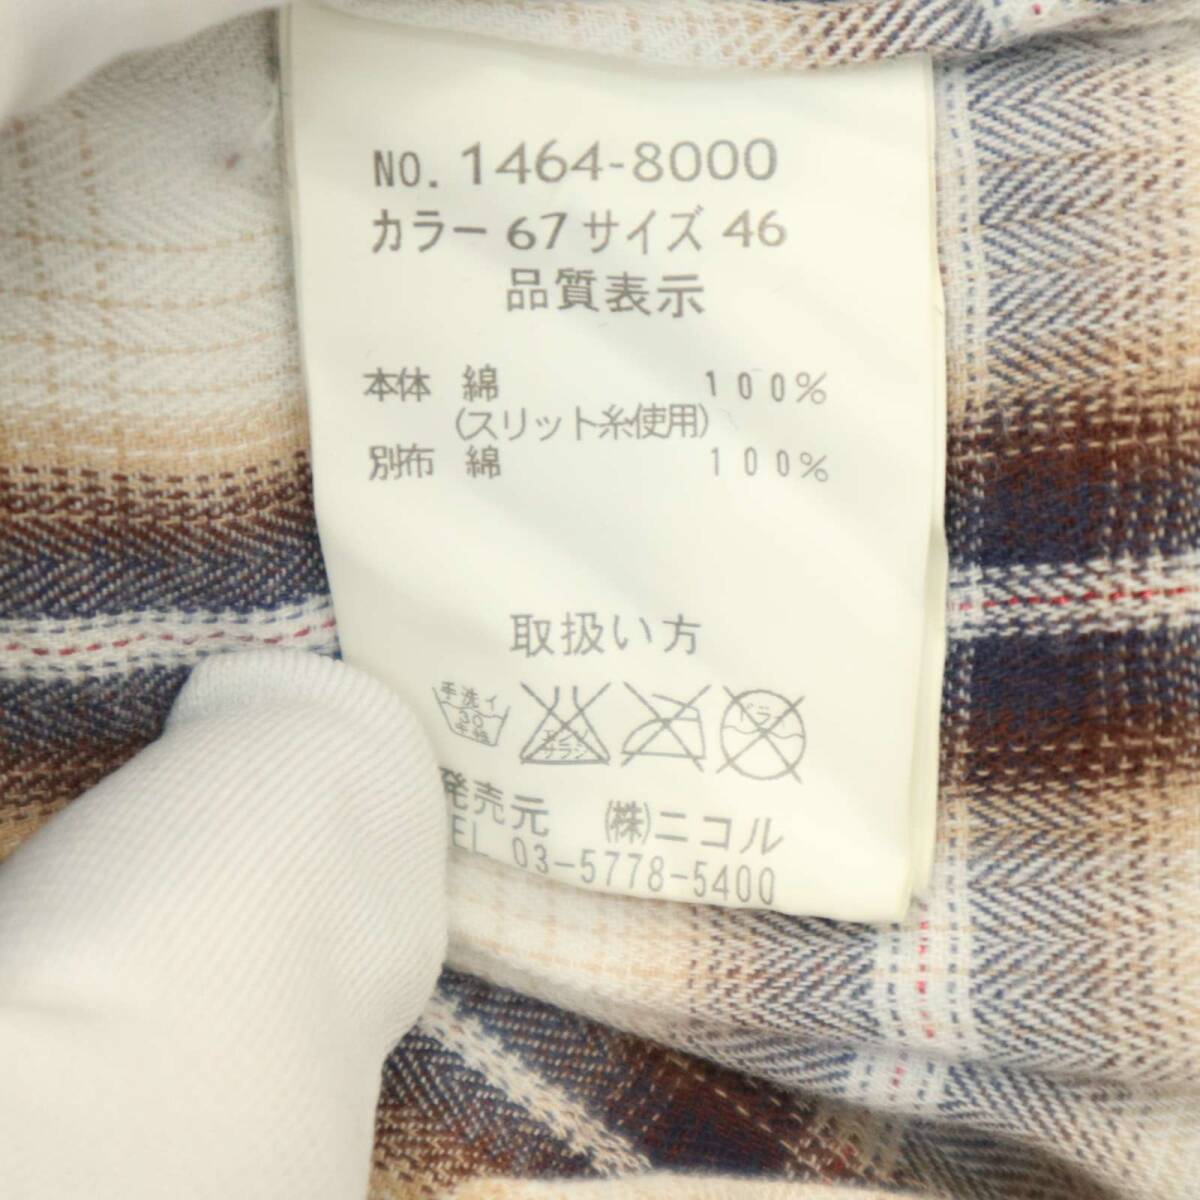 NO. 1464-8000
カラー 67 サイズ 46
品質表示
本体 綿 100%
(スリット糸使用)
別布 綿 100%
取扱い方
手洗イ
30
中性
エンソ
サラシ
ドライ
発売元 ㈱ニコル
TEL 03-5778-5400